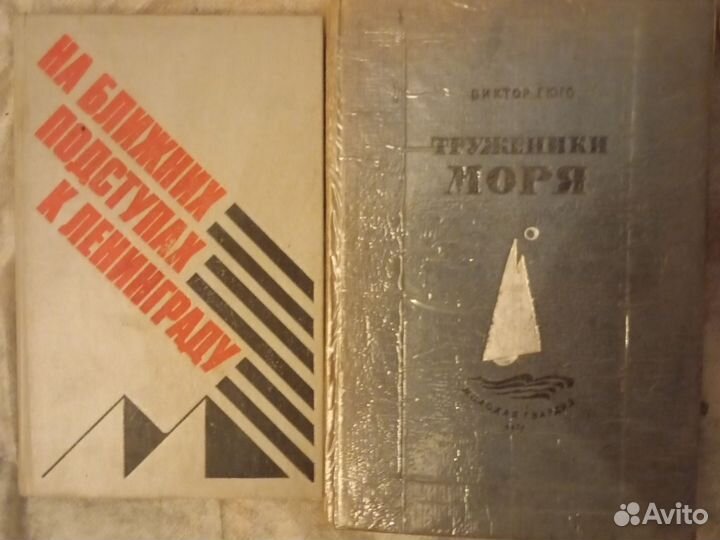 НА БЛИЖНИХ
ПОДСТУПАХ
К ЛЕНИНГРАДУ
ВИКТОР ГЮГО
ТРУЖЕНИКИ
МОРЯ
МОЛОДАЯ ГВАРДИЯ
Avito